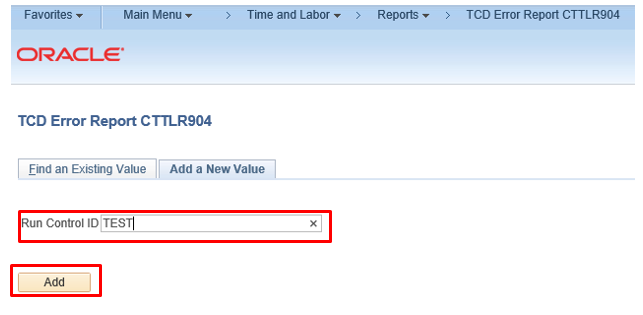 Favorites Main Menu > Time and Labor > Reports > TCD Error Report CTTLR904
ORACLE®
TCD Error Report CTTLR904
Find an Existing Value Add a New Value
Run Control ID TEST ×
Add